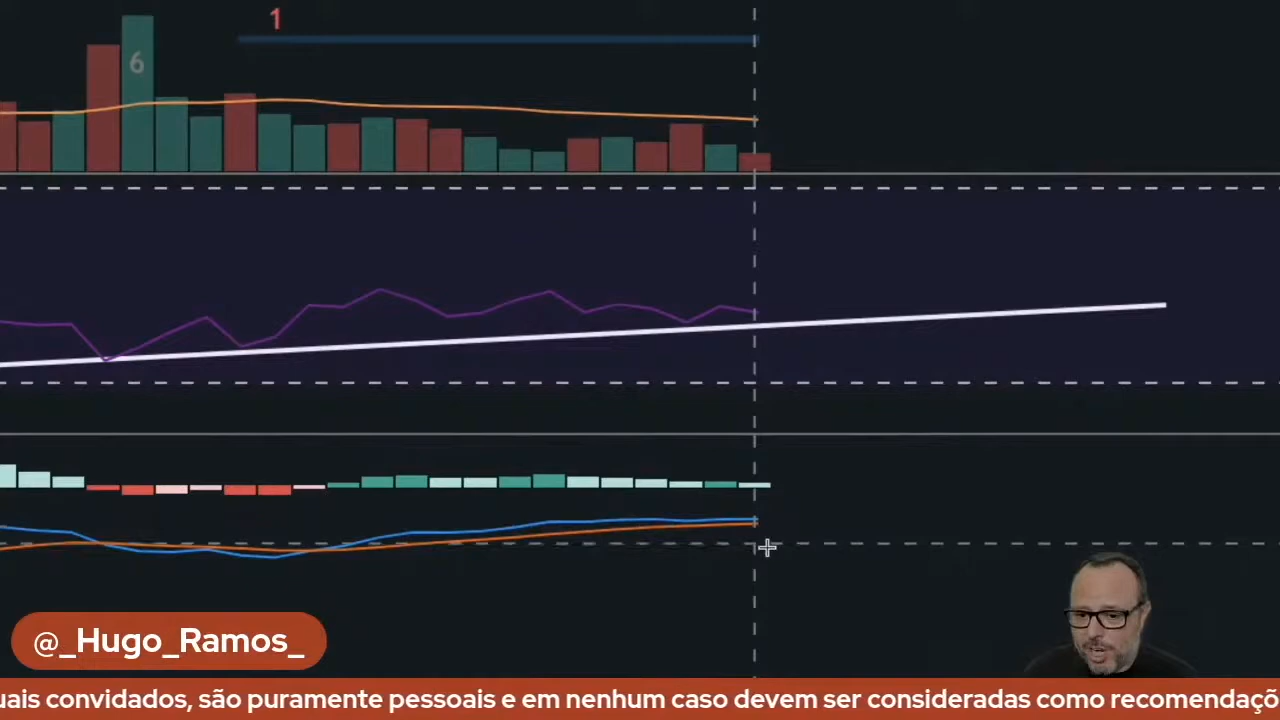 1
6
@_Hugo_Ramos_
uais convidados, são puramente pessoais e em nenhum caso devem ser consideradas como recomendaçõ